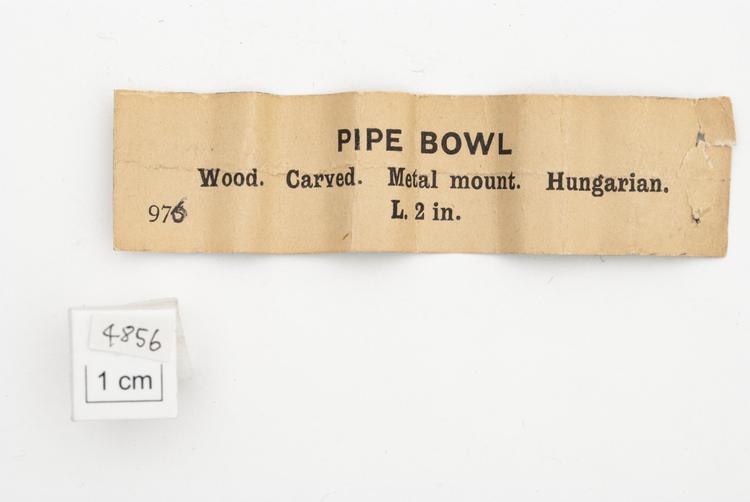 PIPE BOWL
Wood. Carved. Metal mount. Hungarian.
976 L. 2 in.
4856
1 cm